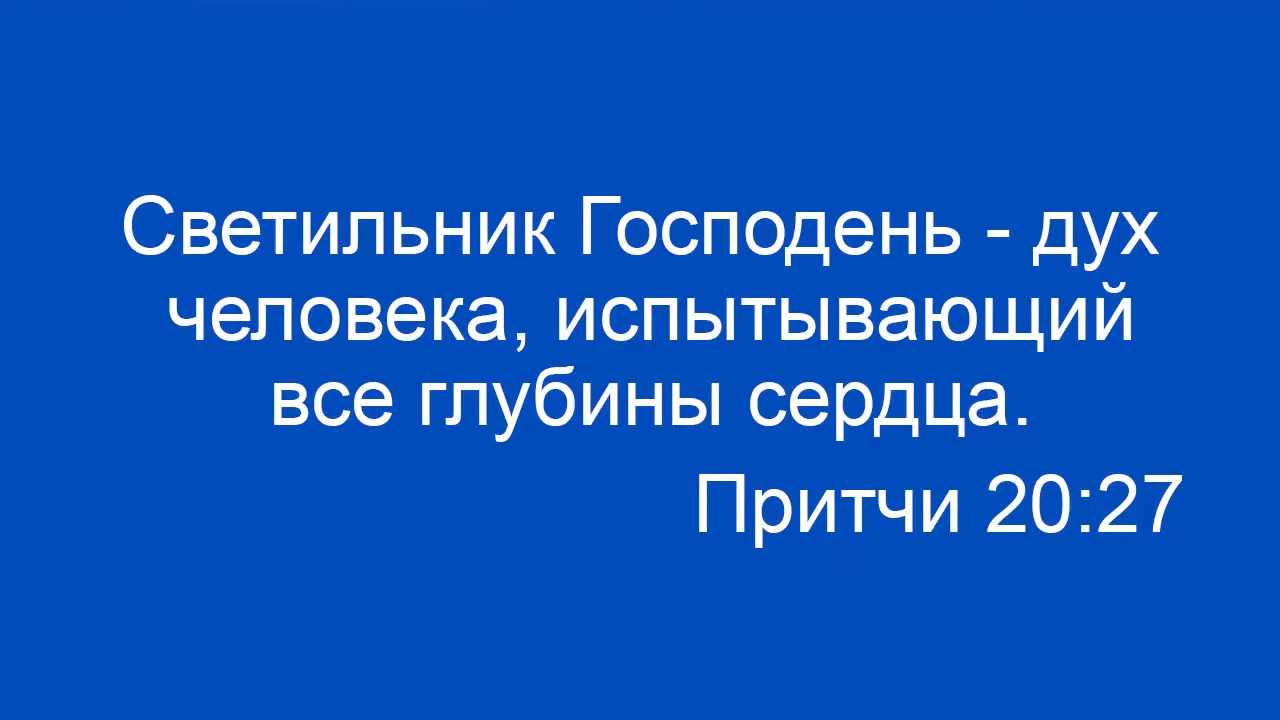 Светильник Господень - дух
человека, испытывающий
все глубины сердца.
Притчи 20:27